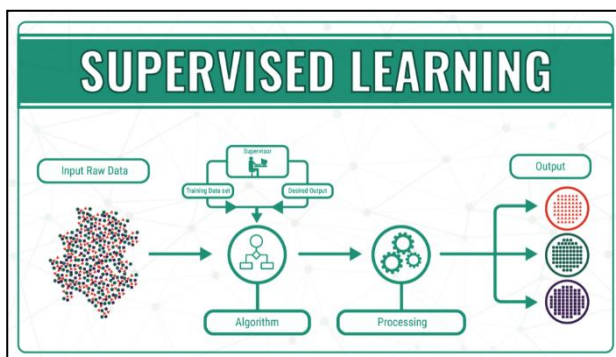 SUPERVISED LEARNING
Input Raw Data
Supervisor
Training Data set
Desired Output
Algorithm
Processing
Output